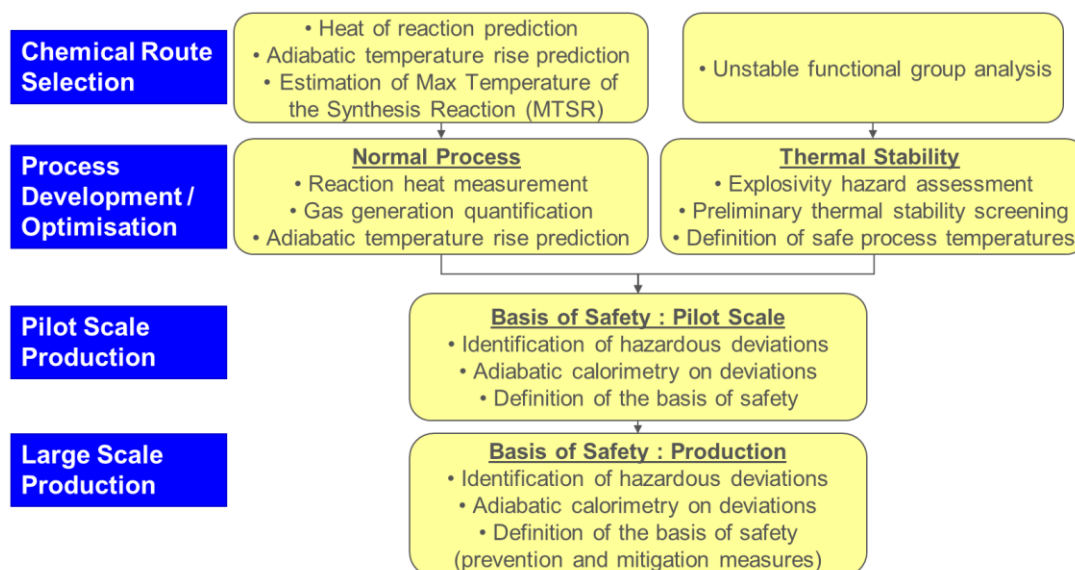 Chemical Route
Selection
• Heat of reaction prediction
• Adiabatic temperature rise prediction
• Estimation of Max Temperature of
the Synthesis Reaction (MTSR)
• Unstable functional group analysis
Process
Development /
Optimisation
Normal Process
• Reaction heat measurement
• Gas generation quantification
• Adiabatic temperature rise prediction
Thermal Stability
• Explosivity hazard assessment
• Preliminary thermal stability screening
• Definition of safe process temperatures
Pilot Scale
Production
Basis of Safety : Pilot Scale
• Identification of hazardous deviations
• Adiabatic calorimetry on deviations
• Definition of the basis of safety
Large Scale
Production
Basis of Safety : Production
• Identification of hazardous deviations
• Adiabatic calorimetry on deviations
• Definition of the basis of safety
(prevention and mitigation measures)